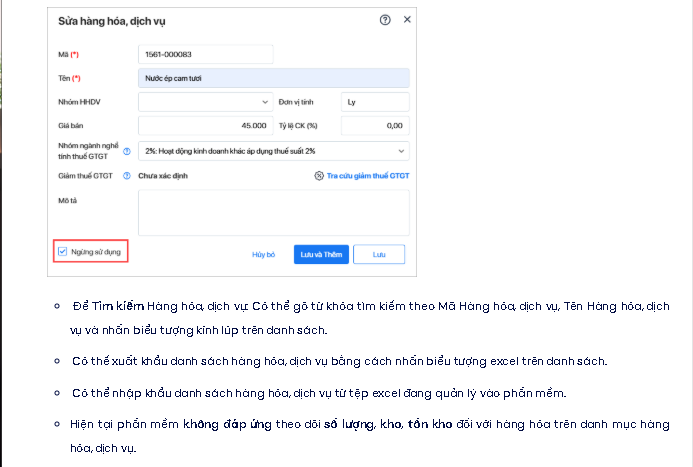 Sửa hàng hóa, dịch vụ
Mã (*) 1561-000083
Tên (*) Nước ép cam tươi
Nhóm HHDV Đơn vị tính Ly
Giá bán 45.000 Tỷ lệ CK (%) 0,00
Nhóm ngành nghề
tính thuế GTGT 2%: Hoạt động kinh doanh khác áp dụng thuế suất 2%
Giảm thuế GTGT Chưa xác định Tra cứu giảm thuế GTGT
Mô tả
Ngừng sử dụng Hủy bỏ Lưu và Thêm Lưu
Để Tìm kiếm Hàng hóa, dịch vụ: Có thể gõ từ khóa tìm kiếm theo Mã Hàng hóa, dịch vụ, Tên Hàng hóa, dịch
vụ và nhấn biểu tượng kính lúp trên danh sách.
Có thể xuất khẩu danh sách hàng hóa, dịch vụ bằng cách nhấn biểu tượng excel trên danh sách.
Có thể nhập khẩu danh sách hàng hóa, dịch vụ từ tệp excel đang quản lý vào phần mềm.
Hiện tại phần mềm không đáp ứng theo dõi số lượng, kho, tồn kho đối với hàng hóa trên danh mục hàng
hóa, dịch vụ.